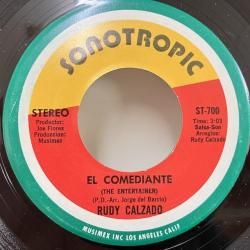 SONOTROPIC
STEREO
Productor:
Joe Flores
Produccion:
Musimex
ST-700
Time: 3:03
Salsa-Son
Arreglo:
Rudy Calzado
EL COMEDIANTE
(THE ENTERTAINER)
(P.D.-Arr. Jorge del Barrio)
RUDY CALZADO
MUSIMEX INC LOS ANGELES CALIF